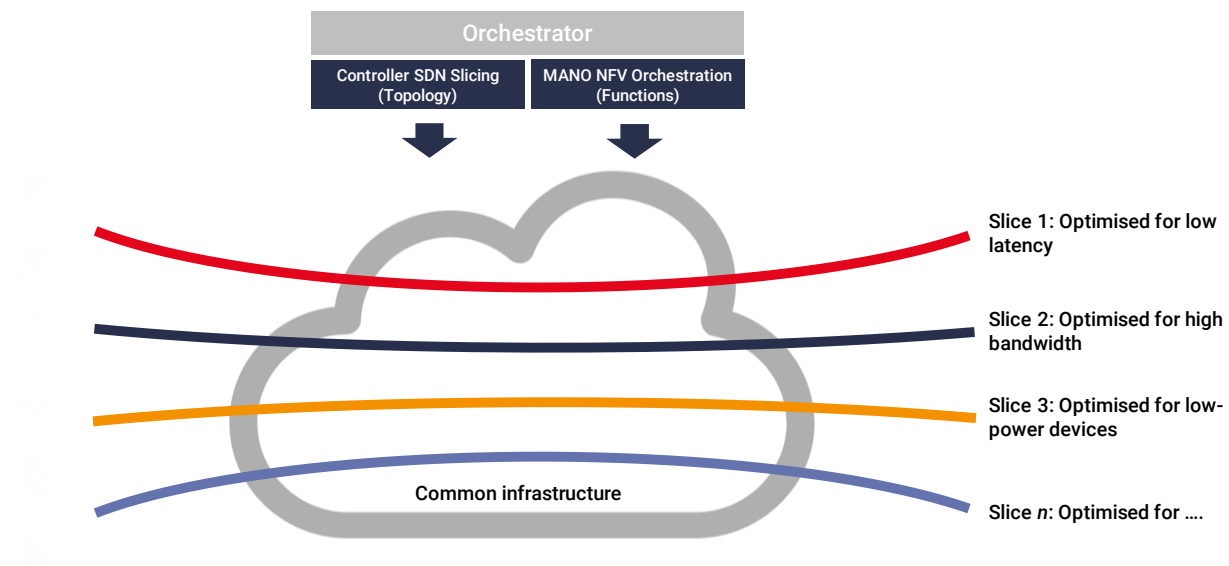 Orchestrator
Controller SDN Slicing
(Topology)
MANO NFV Orchestration
(Functions)
Slice 1: Optimised for low
latency
Slice 2: Optimised for high
bandwidth
Slice 3: Optimised for low-
power devices
Common infrastructure
Slice n: Optimised for ....